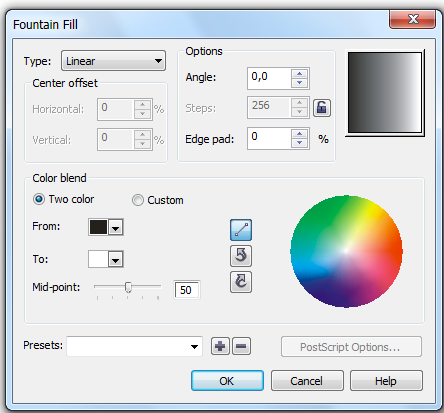 Fountain Fill
Type: Linear
Options
Center offset
Angle: 0,0
Horizontal: 0 %
Steps: 256
Vertical: 0 %
Edge pad: 0 %
Color blend
Two color Custom
From:
To:
Mid-point: 50
Presets:
PostScript Options...
OK Cancel Help